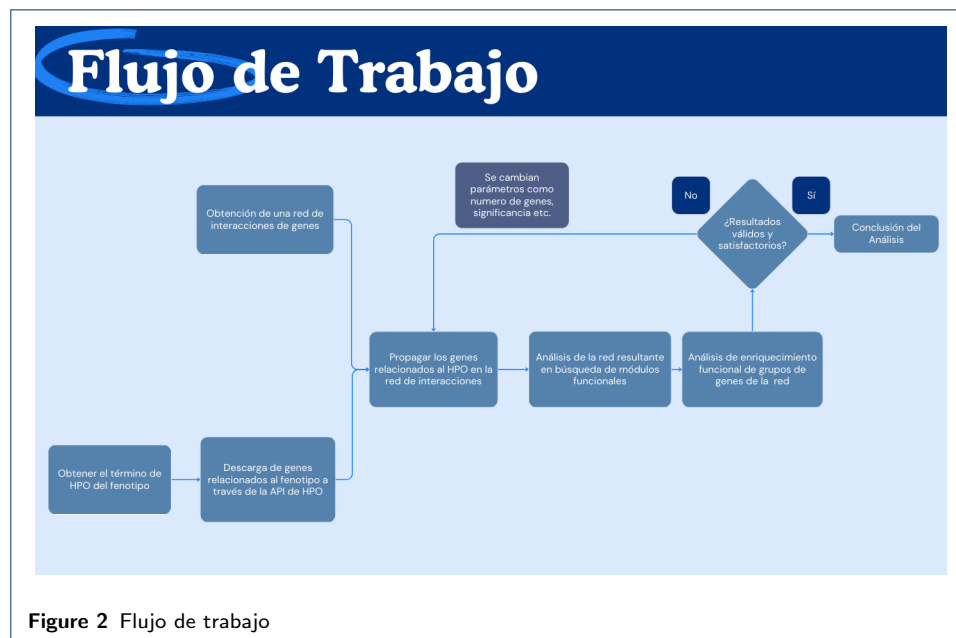 Flujo de Trabajo
Se cambian
parámetros como
numero de genes,
significancia etc.
No
Sí
Obtención de una red de
interacciones de genes
¿Resultados
válidos y
satisfactorios?
Conclusión del
Análisis
Propagar los genes
relacionados al HPO en la
red de interacciones
Análisis de la red resultante
en búsqueda de módulos
funcionales
Análisis de enriquecimiento
funcional de grupos de
genes de la red
Obtener el término de
HPO del fenotipo
Descarga de genes
relacionados al fenotipo a
través de la API de HPO
Figure 2 Flujo de trabajo